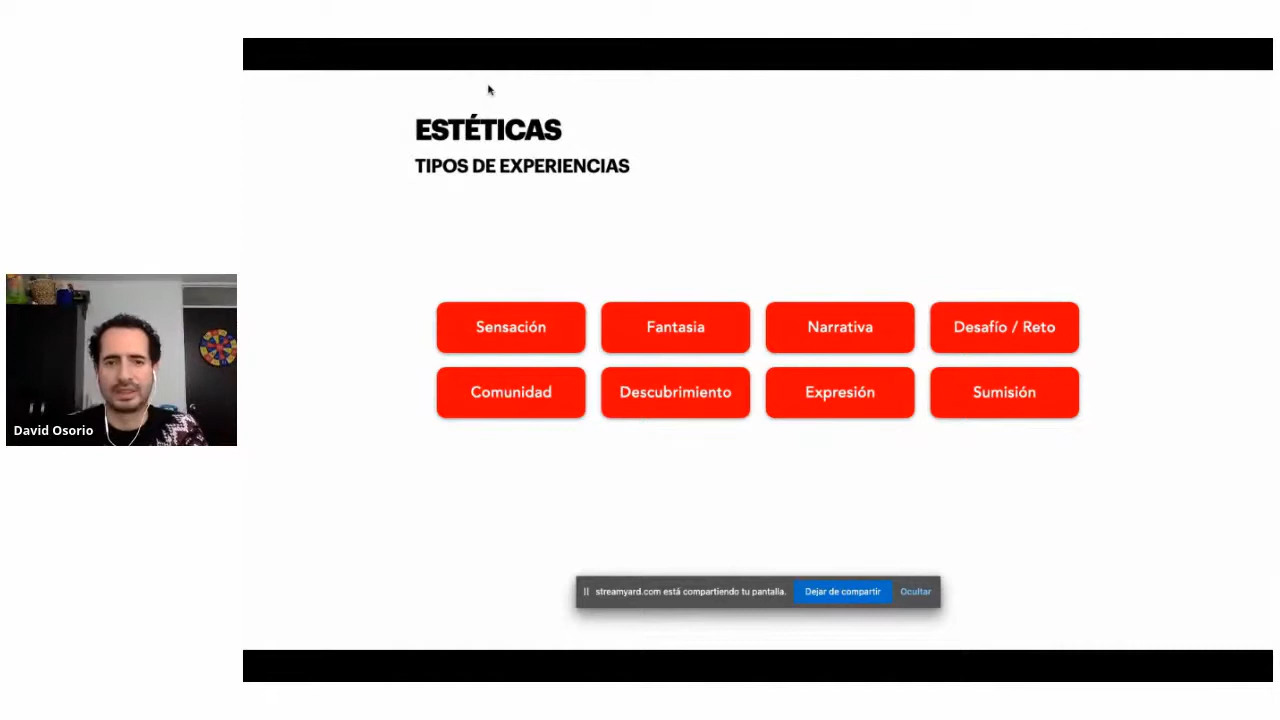 ESTÉTICAS
TIPOS DE EXPERIENCIAS
Sensación
Fantasia
Narrativa
Desafío / Reto
Comunidad
Descubrimiento
Expresión
Sumisión
David Osorio
streamyard.com está compartiendo tu pantalla.
Dejar de compartir
Ocultar